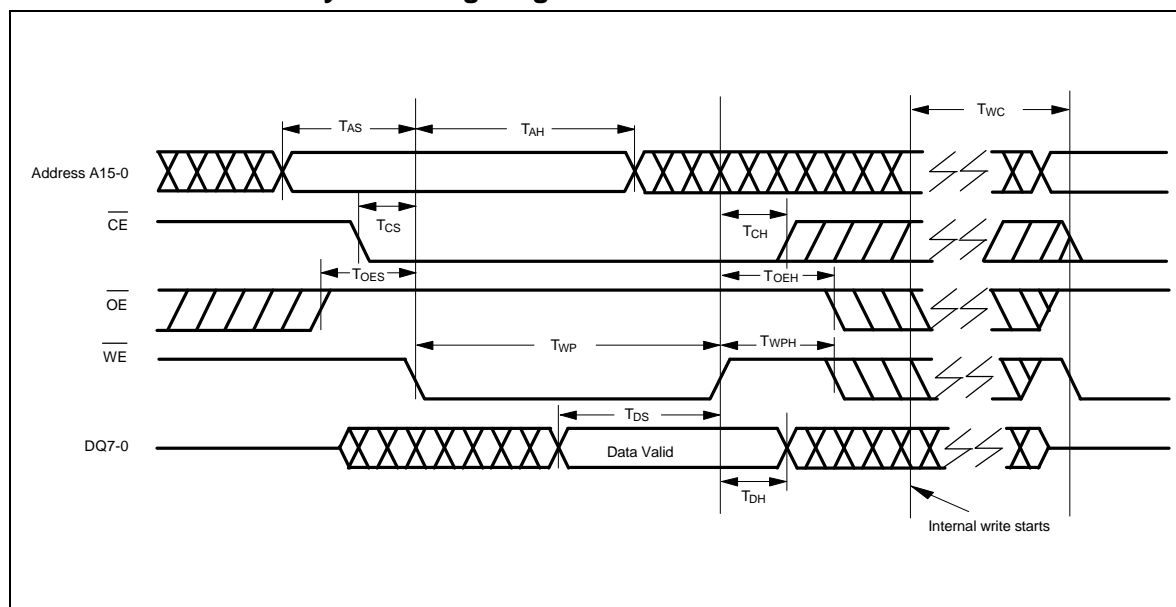 TWC
TAS
TAH
Address A15-0
CE
TCS
TCH
TOES
TOEH
OE
WE
TWP
TWPH
TDS
DQ7-0
Data Valid
TDH
Internal write starts